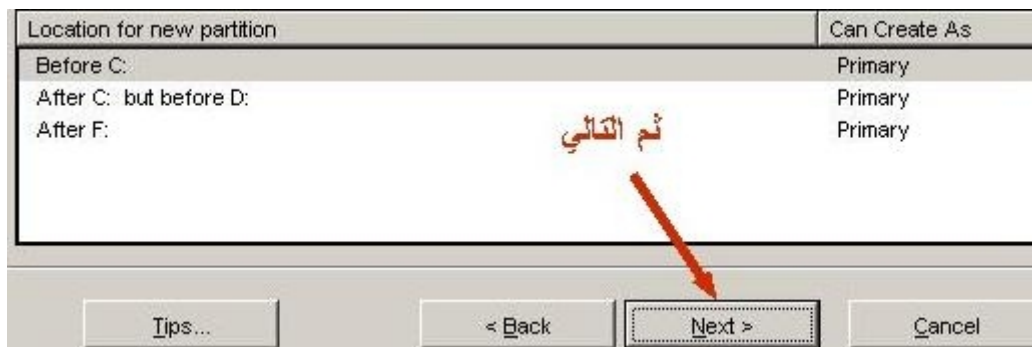 Location for new partition Can Create As
Before C: Primary
After C: but before D: Primary
After F: Primary
ثم التالي
Tips... < Back Next > Cancel